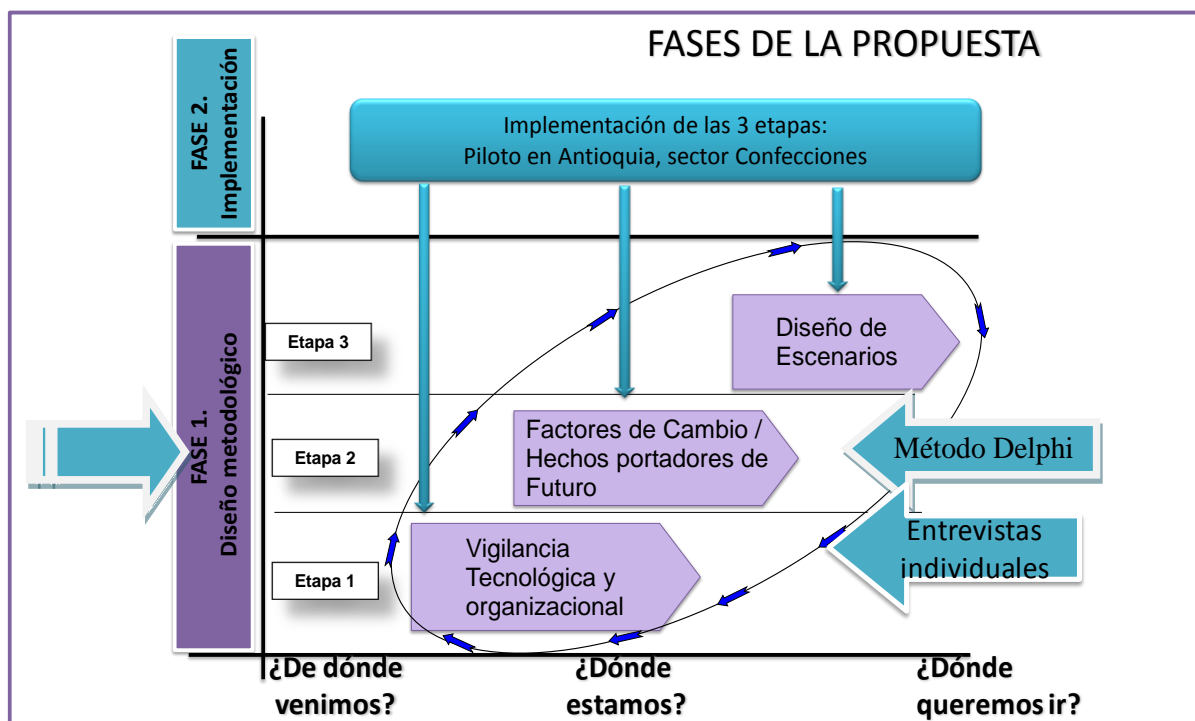 FASES DE LA PROPUESTA
FASE 2.
Implementación
Implementación de las 3 etapas:
Piloto en Antioquia, sector Confecciones
FASE 1.
Diseño metodológico
Etapa 3
Diseño de
Escenarios
Etapa 2
Factores de Cambio /
Hechos portadores de
Futuro
Método Delphi
Etapa 1
Vigilancia
Tecnológica y
organizacional
Entrevistas
individuales
¿De dónde
venimos?
¿Dónde
estamos?
¿Dónde
queremos ir?